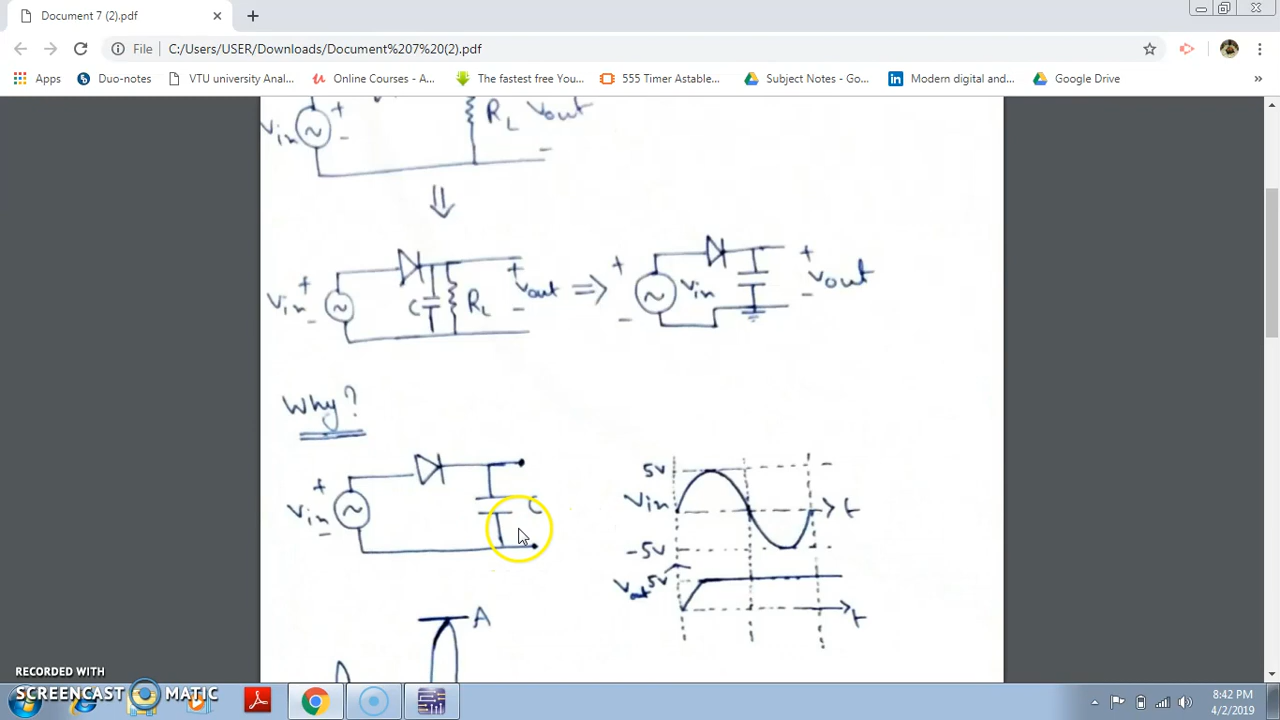 Document 7 (2).pdf
File C:/Users/USER/Downloads/Document%207%20(2).pdf
Apps Duo-notes VTU university Anal... Online Courses - A... The fastest free You... 555 Timer Astable... Subject Notes - Go... Modern digital and... Google Drive »
Vin + - RL Vout -
Vin + - C RL + Vout - ⇒ + - Vin + Vout -
Why?
Vin + - C
5V
Vin t
-5V
Vout 5V
t
A
RECORDED WITH
SCREENCAST MATIC
8:42 PM
4/2/2019